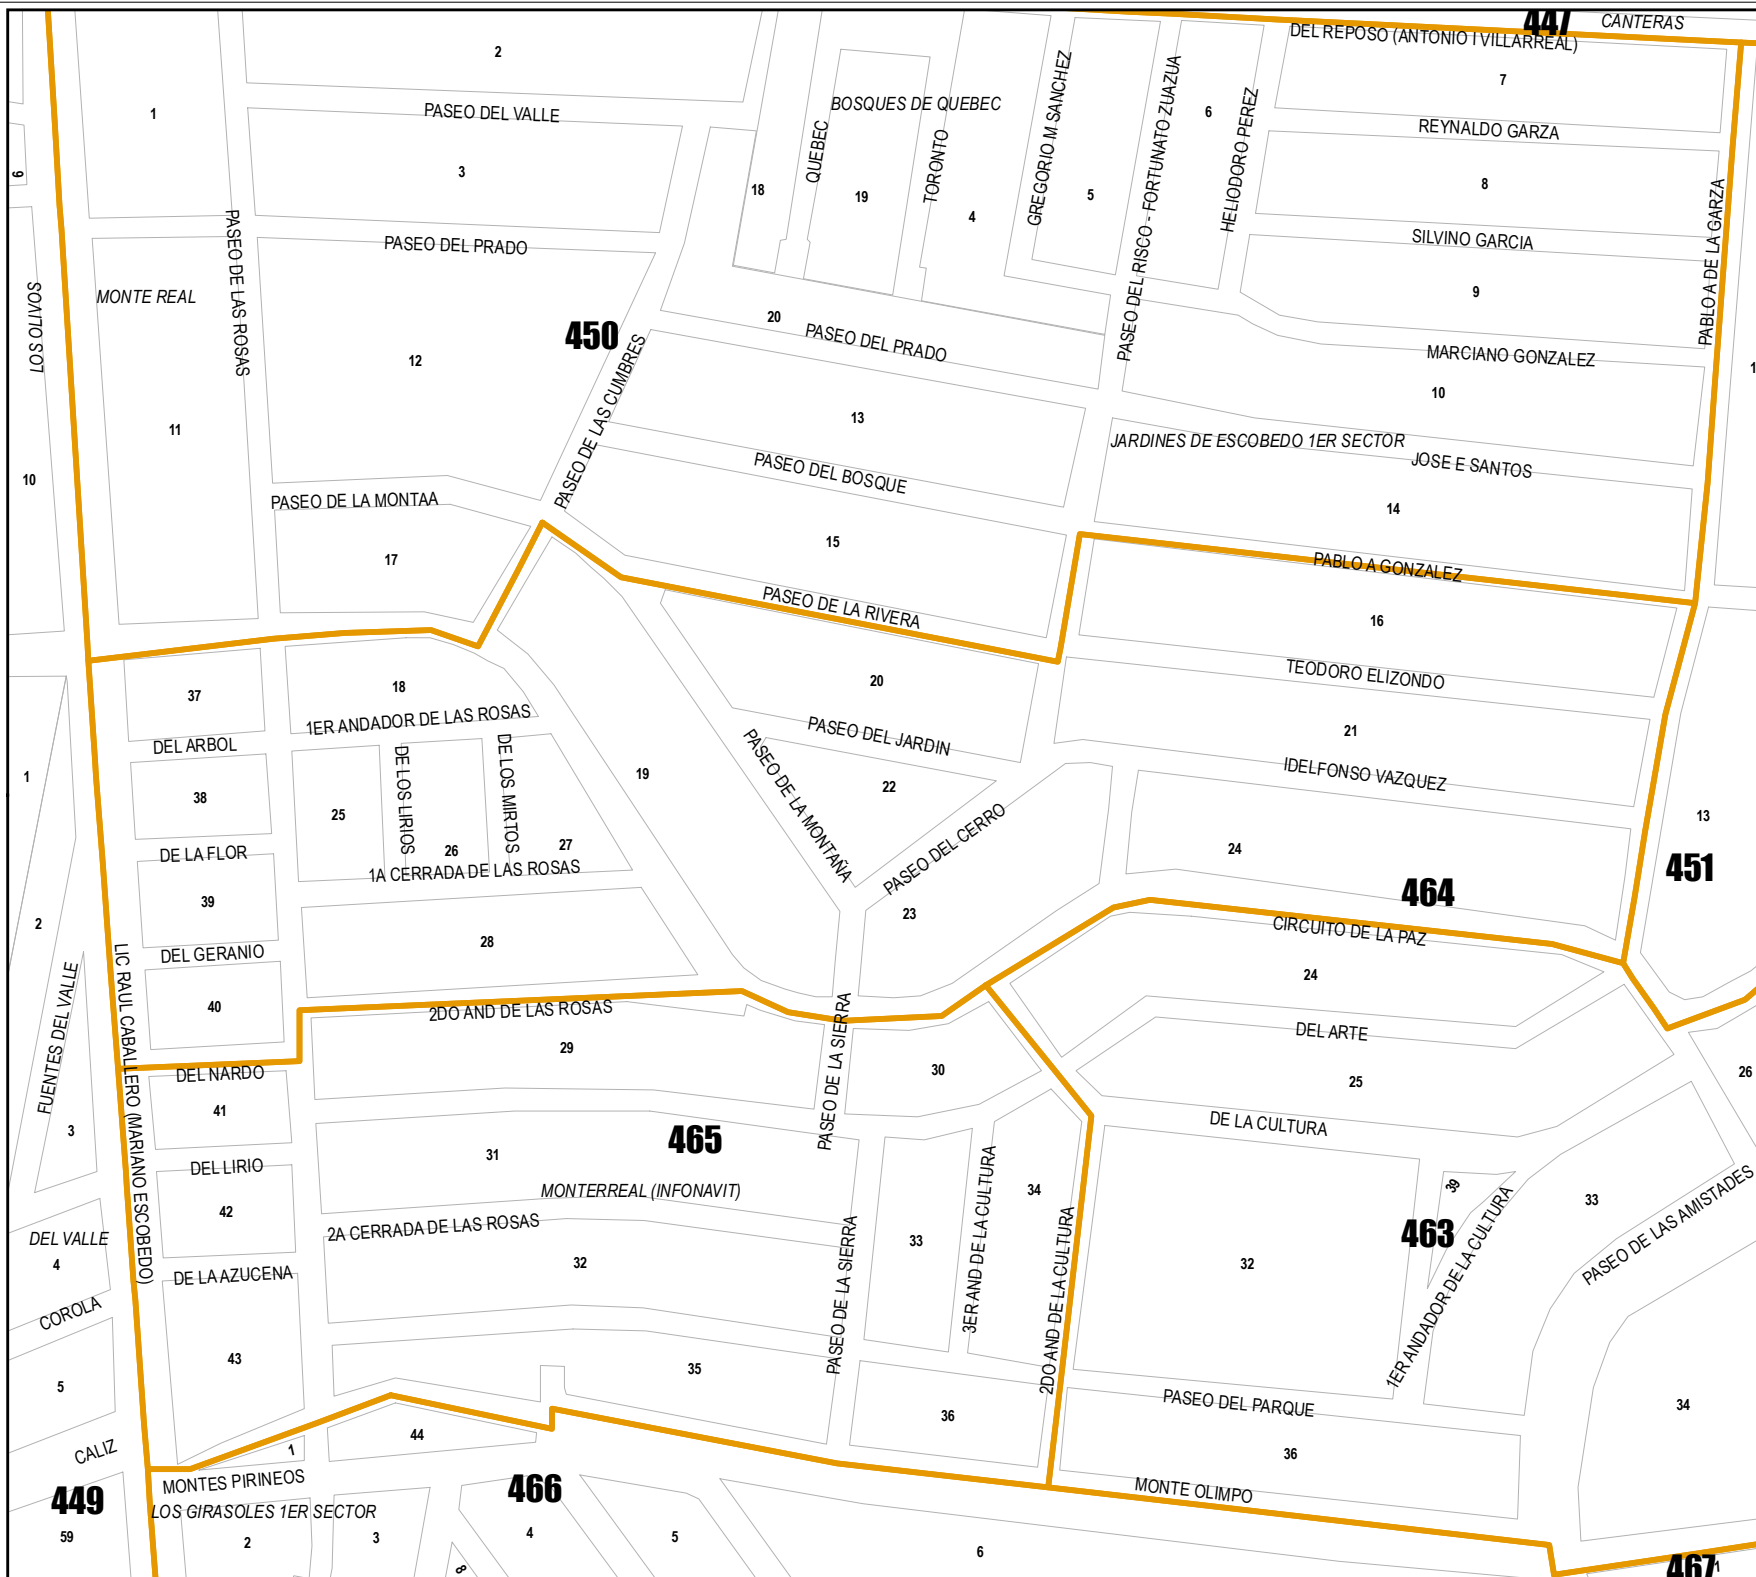 447
CANTERAS
DEL REPOSO (ANTONIO I VILLARREAL)
2
7
1
PASEO DEL VALLE
BOSQUES DE QUEBEC
6
REYNALDO GARZA
3
6
18
QUEBEC
19
TORONTO
4
GREGORIO M SANCHEZ
5
PASEO DEL RISCO - FORTUNATO ZUAZUA
HELIODORO PEREZ
8
PASEO DE LAS ROSAS
PASEO DEL PRADO
SILVINO GARCIA
PABLO A DE LA GARZA
MONTE REAL
LOS OLIVOS
9
450
20
PASEO DEL PRADO
MARCIANO GONZALEZ
12
PASEO DE LAS CUMBRES
1
10
11
13
JARDINES DE ESCOBEDO 1ER SECTOR
10
PASEO DEL BOSQUE
JOSE E SANTOS
PASEO DE LA MONTAA
14
17
15
PABLO A GONZALEZ
PASEO DE LA RIVERA
16
37
18
20
TEODORO ELIZONDO
1ER ANDADOR DE LAS ROSAS
DEL ARBOL
PASEO DEL JARDIN
21
1
DE LOS LIRIOS
DE LOS MIRTOS
19
PASEO DE LA MONTAÑA
22
IDELFONSO VAZQUEZ
38
25
26
27
PASEO DEL CERRO
24
13
DE LA FLOR
1A CERRADA DE LAS ROSAS
451
464
39
2
23
28
CIRCUITO DE LA PAZ
DEL GERANIO
FUENTES DEL VALLE
LIC RAUL CABALLERO (MARIANO ESCOBEDO)
24
40
2DO AND DE LAS ROSAS
PASEO DE LA SIERRA
DEL ARTE
29
30
26
DEL NARDO
25
41
3
DE LA CULTURA
465
31
DEL LIRIO
MONTERREAL (INFONAVIT)
34
39
33
42
2A CERRADA DE LAS ROSAS
PASEO DE LA SIERRA
33
3ER AND DE LA CULTURA
2DO AND DE LA CULTURA
463
1ER ANDADOR DE LA CULTURA
PASEO DE LAS AMISTADES
DEL VALLE
4
32
32
DE LA AZUCENA
COROLA
43
35
5
36
PASEO DEL PARQUE
34
44
CALIZ
1
36
MONTES PIRINEOS
466
MONTE OLIMPO
449
LOS GIRASOLES 1ER SECTOR
59
2
3
4
5
6
8
467
1